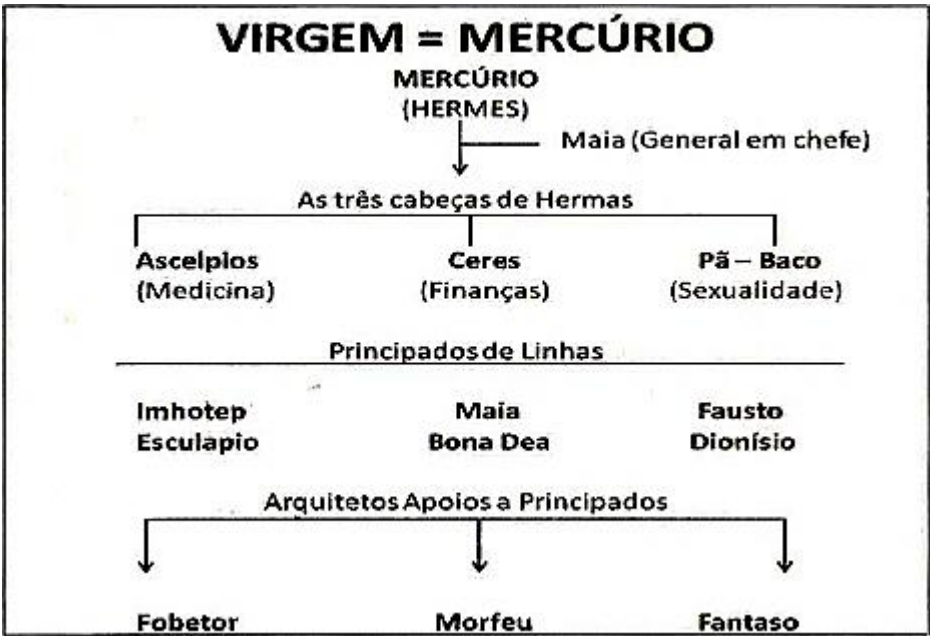 VIRGEM = MERCÚRIO
MERCÚRIO
(HERMES)
Maia (General em chefe)
As três cabeças de Hermas
Ascelpios Ceres Pã – Baco
(Medicina) (Finanças) (Sexualidade)
Principados de Linhas
Imhotep Maia Fausto
Esculapio Bona Dea Dionísio
Arquitetos Apoios a Principados
Fobetor Morfeu Fantaso